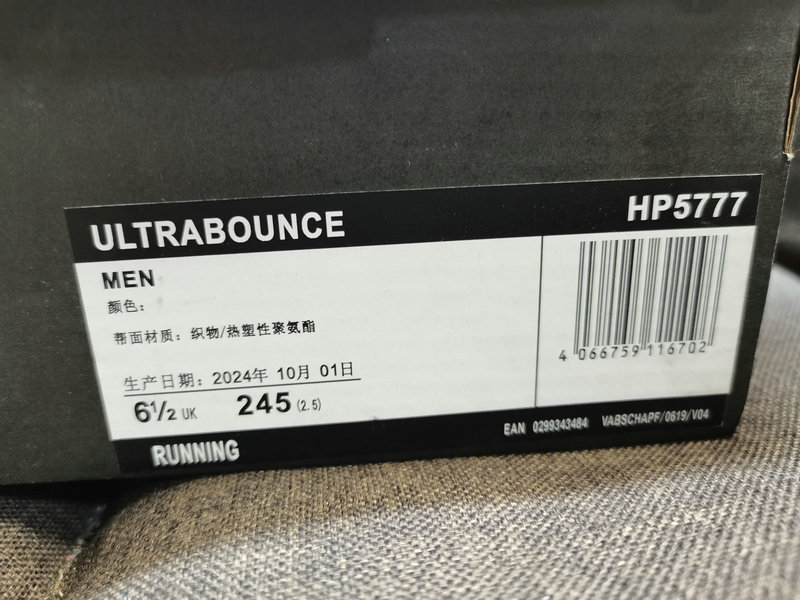 ULTRABOUNCE HP5777
MEN
颜色：
帮面材质：织物/热塑性聚氨酯
生产日期：2024年 10月 01日
6½ UK 245 (2.5)
4 066759 116702
RUNNING
EAN 0299343484 VABSCHAPF/0619/V04